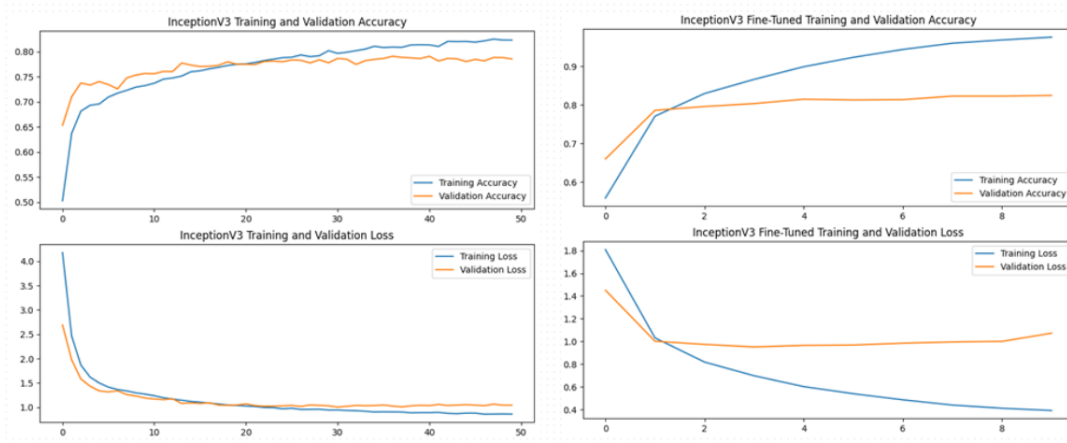 InceptionV3 Training and Validation Accuracy
0.80
0.75
0.70
0.65
0.60
0.55
0.50
Training Accuracy
Validation Accuracy
0 10 20 30 40 50
InceptionV3 Training and Validation Loss
4.0
3.5
3.0
2.5
2.0
1.5
1.0
Training Loss
Validation Loss
0 10 20 30 40 50
InceptionV3 Fine-Tuned Training and Validation Accuracy
0.9
0.8
0.7
0.6
Training Accuracy
Validation Accuracy
0 2 4 6 8
InceptionV3 Fine-Tuned Training and Validation Loss
1.8
1.6
1.4
1.2
1.0
0.8
0.6
0.4
Training Loss
Validation Loss
0 2 4 6 8